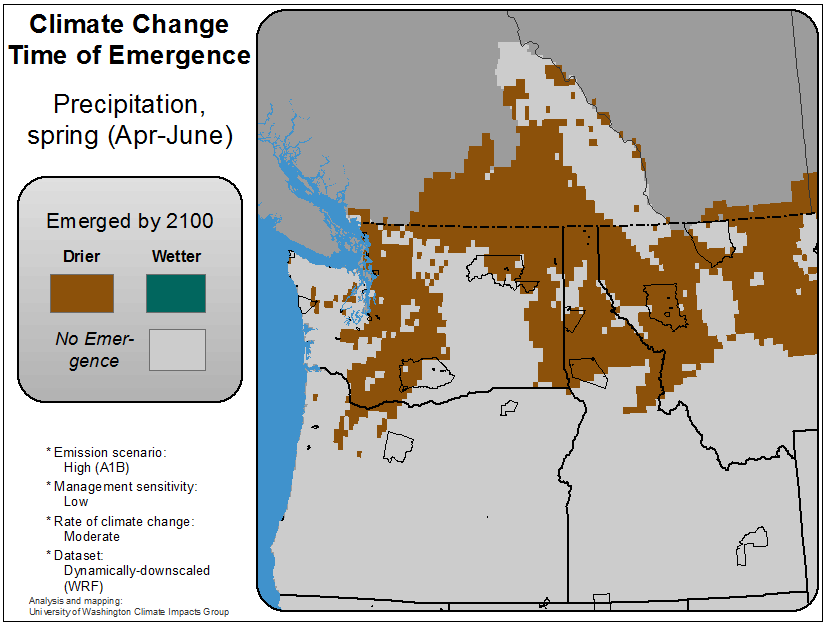 Climate Change
Time of Emergence
Precipitation,
spring (Apr-June)
Emerged by 2100
Drier Wetter
No Emer-
gence
* Emission scenario:
High (A1B)
* Management sensitivity:
Low
* Rate of climate change:
Moderate
* Dataset:
Dynamically-downscaled
(WRF)
Analysis and mapping:
University of Washington Climate Impacts Group